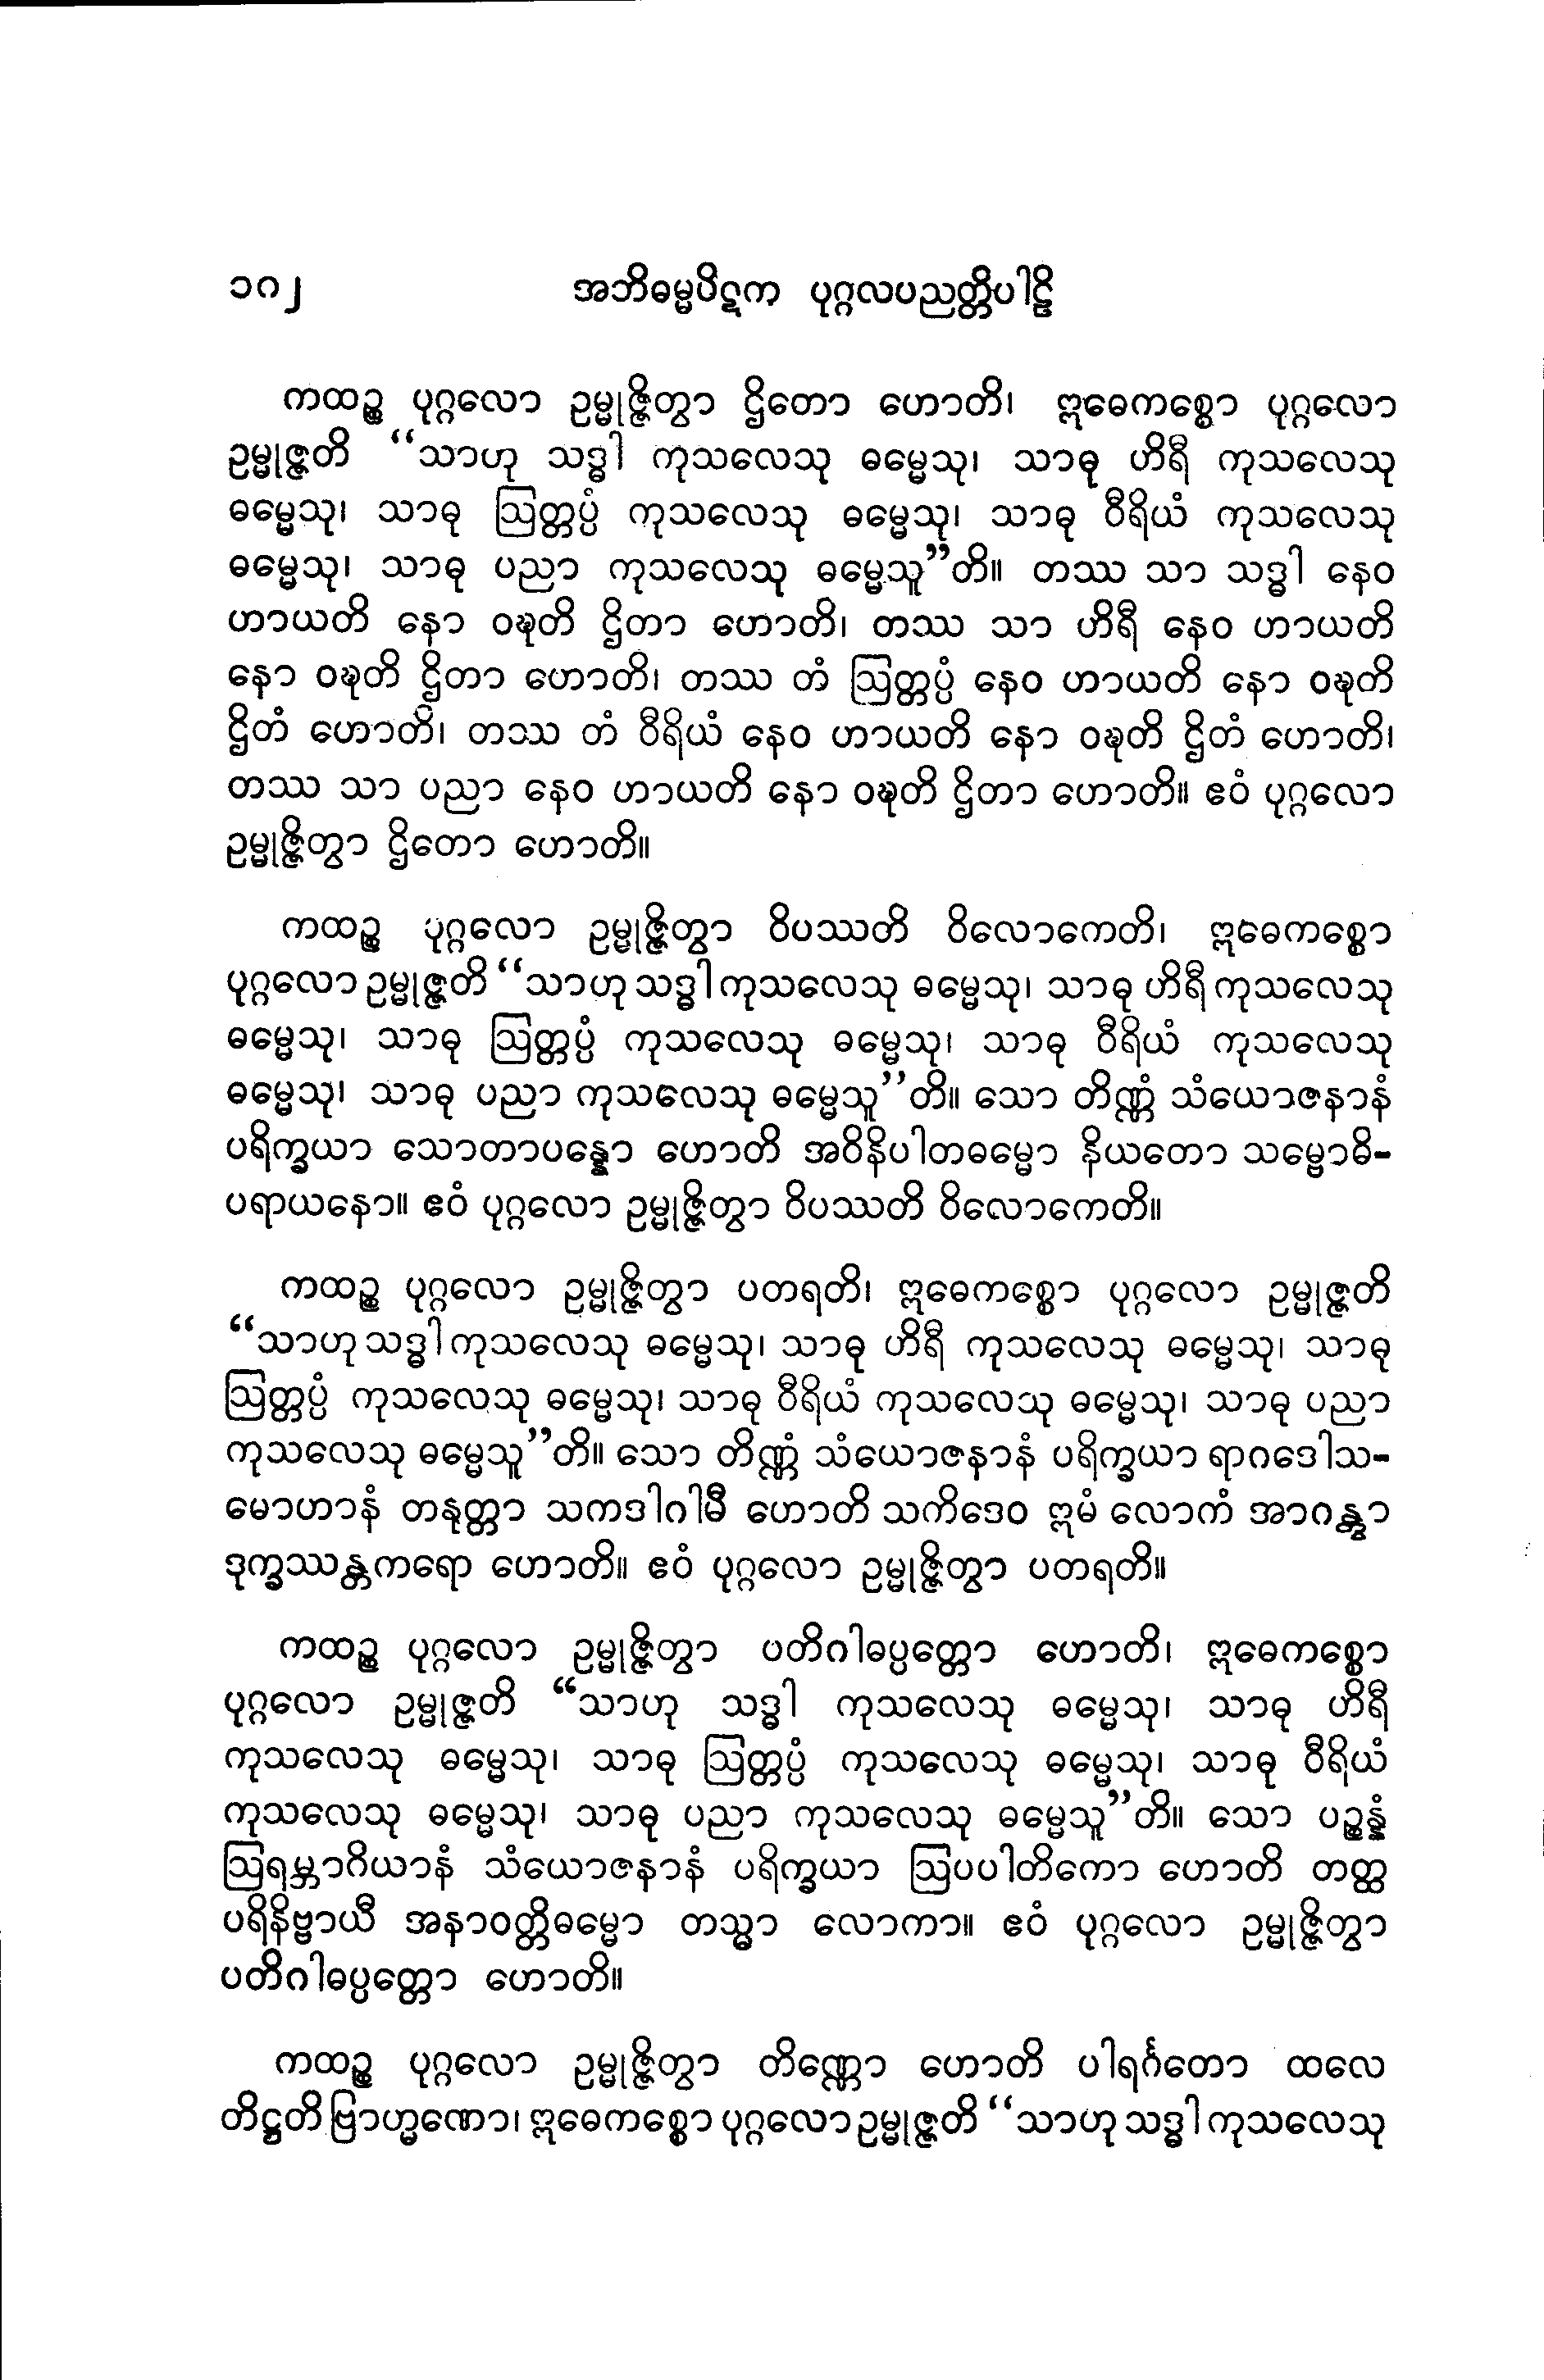 ၁၈၂ အဘိဓမ္မပိဋက ပုဂ္ဂလပညတ္တိပါဠိ
ကထဉ္စ ပုဂ္ဂလော ဥမ္မုဇ္ဇိတွာ ဌိတော ဟောတိ၊ ဣဓေကစ္စော ပုဂ္ဂလော
ဥမ္မုဇ္ဇတိ “သာဟု သဒ္ဓါ ကုသလေသု ဓမ္မေသု၊ သာဓု ဟိရီ ကုသလေသု
ဓမ္မေသု၊ သာဓု ဩတ္တပ္ပံ ကုသလေသု ဓမ္မေသု၊ သာဓု ဝီရိယံ ကုသလေသု
ဓမ္မေသု၊ သာဓု ပညာ ကုသလေသု ဓမ္မေသူ”တိ။ တဿ သာ သဒ္ဓါ နေဝ
ဟာယတိ နော ဝဍ္ဎတိ ဌိတာ ဟောတိ၊ တဿ သာ ဟိရီ နေဝ ဟာယတိ
နော ဝဍ္ဎတိ ဌိတာ ဟောတိ၊ တဿ တံ ဩတ္တပ္ပံ နေဝ ဟာယတိ နော ဝဍ္ဎတိ
ဌိတံ ဟောတိ၊ တဿ တံ ဝီရိယံ နေဝ ဟာယတိ နော ဝဍ္ဎတိ ဌိတံ ဟောတိ၊
တဿ သာ ပညာ နေဝ ဟာယတိ နော ဝဍ္ဎတိ ဌိတာ ဟောတိ။ ဧဝံ ပုဂ္ဂလော
ဥမ္မုဇ္ဇိတွာ ဌိတော ဟောတိ။
ကထဉ္စ ပုဂ္ဂလော ဥမ္မုဇ္ဇိတွာ ဝိပဿတိ ဝိလောကေတိ၊ ဣဓေကစ္စော
ပုဂ္ဂလော ဥမ္မုဇ္ဇတိ “သာဟု သဒ္ဓါ ကုသလေသု ဓမ္မေသု၊ သာဓု ဟိရီ ကုသလေသု
ဓမ္မေသု၊ သာဓု ဩတ္တပ္ပံ ကုသလေသု ဓမ္မေသု၊ သာဓု ဝီရိယံ ကုသလေသု
ဓမ္မေသု၊ သာဓု ပညာ ကုသလေသု ဓမ္မေသူ”တိ။ သော တိဏ္ဏံ သံယောဇနာနံ
ပရိက္ခယာ သောတာပန္နော ဟောတိ အဝိနိပါတဓမ္မော နိယတော သမ္ဗောဓိ-
ပရာယနော။ ဧဝံ ပုဂ္ဂလော ဥမ္မုဇ္ဇိတွာ ဝိပဿတိ ဝိလောကေတိ။
ကထဉ္စ ပုဂ္ဂလော ဥမ္မုဇ္ဇိတွာ ပတရတိ၊ ဣဓေကစ္စော ပုဂ္ဂလော ဥမ္မုဇ္ဇတိ
“သာဟု သဒ္ဓါ ကုသလေသု ဓမ္မေသု၊ သာဓု ဟိရီ ကုသလေသု ဓမ္မေသု၊ သာဓု
ဩတ္တပ္ပံ ကုသလေသု ဓမ္မေသု၊ သာဓု ဝီရိယံ ကုသလေသု ဓမ္မေသု၊ သာဓု ပညာ
ကုသလေသု ဓမ္မေသူ”တိ။ သော တိဏ္ဏံ သံယောဇနာနံ ပရိက္ခယာ ရာဂဒေါသ-
မောဟာနံ တနုတ္တာ သကဒါဂါမီ ဟောတိ သကိဒေဝ ဣမံ လောကံ အာဂန္တွာ
ဒုက္ခဿန္တကရော ဟောတိ။ ဧဝံ ပုဂ္ဂလော ဥမ္မုဇ္ဇိတွာ ပတရတိ။
ကထဉ္စ ပုဂ္ဂလော ဥမ္မုဇ္ဇိတွာ ပတိဂါဓပ္ပတ္တော ဟောတိ၊ ဣဓေကစ္စော
ပုဂ္ဂလော ဥမ္မုဇ္ဇတိ “သာဟု သဒ္ဓါ ကုသလေသု ဓမ္မေသု၊ သာဓု ဟိရီ
ကုသလေသု ဓမ္မေသု၊ သာဓု ဩတ္တပ္ပံ ကုသလေသု ဓမ္မေသု၊ သာဓု ဝီရိယံ
ကုသလေသု ဓမ္မေသု၊ သာဓု ပညာ ကုသလေသု ဓမ္မေသူ”တိ။ သော ပဉ္စန္နံ
ဩရမ္ဘာဂိယာနံ သံယောဇနာနံ ပရိက္ခယာ ဩပပါတိကော ဟောတိ တတ္ထ
ပရိနိဗ္ဗာယီ အနာဝတ္တိဓမ္မော တသ္မာ လောကာ။ ဧဝံ ပုဂ္ဂလော ဥမ္မုဇ္ဇိတွာ
ပတိဂါဓပ္ပတ္တော ဟောတိ။
ကထဉ္စ ပုဂ္ဂလော ဥမ္မုဇ္ဇိတွာ တိဏ္ဏော ဟောတိ ပါရင်္ဂတော ထလေ
တိဋ္ဌတိ ဗြာဟ္မဏော၊ ဣဓေကစ္စော ပုဂ္ဂလော ဥမ္မုဇ္ဇတိ “သာဟု သဒ္ဓါ ကုသလေသု